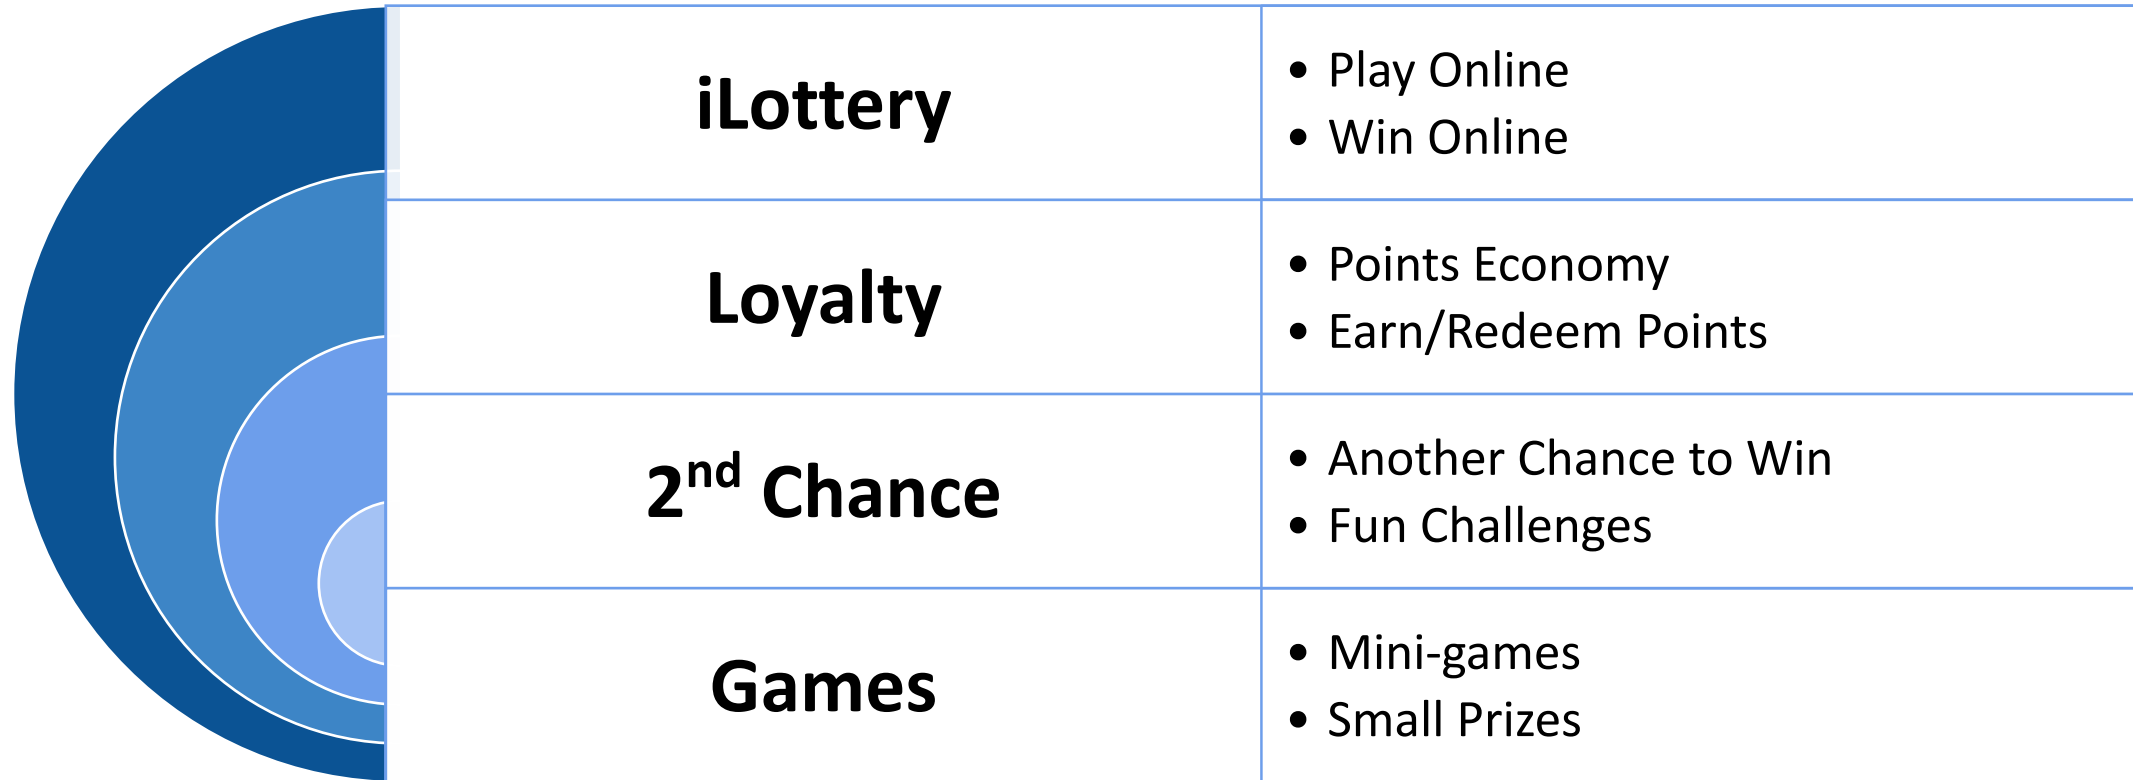 iLottery
• Play Online
• Win Online
Loyalty
• Points Economy
• Earn/Redeem Points
2nd Chance
• Another Chance to Win
• Fun Challenges
Games
• Mini-games
• Small Prizes